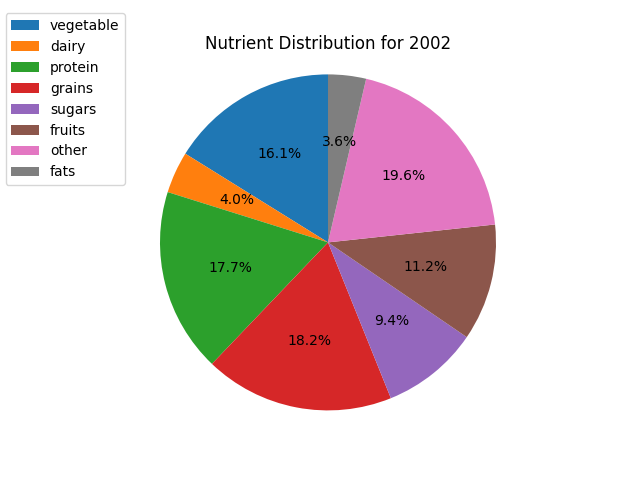 Nutrient Distribution for 2002
vegetable
dairy
protein
grains
sugars
fruits
other
fats
16.1%
4.0%
17.7%
18.2%
9.4%
11.2%
19.6%
3.6%